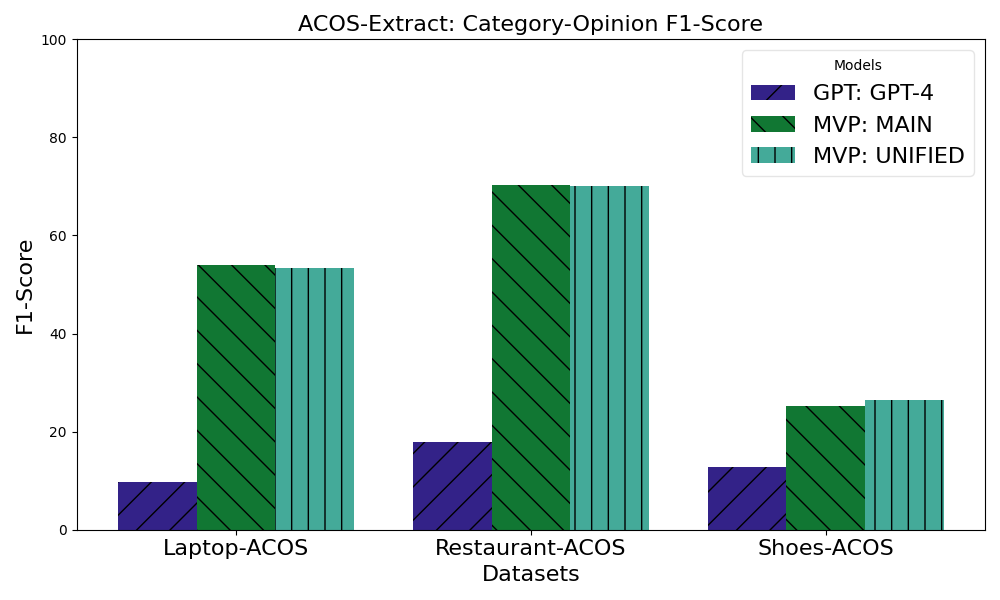 ACOS-Extract: Category-Opinion F1-Score
Models
GPT: GPT-4
MVP: MAIN
MVP: UNIFIED
F1-Score
100
80
60
40
20
0
Laptop-ACOS
Restaurant-ACOS
Shoes-ACOS
Datasets